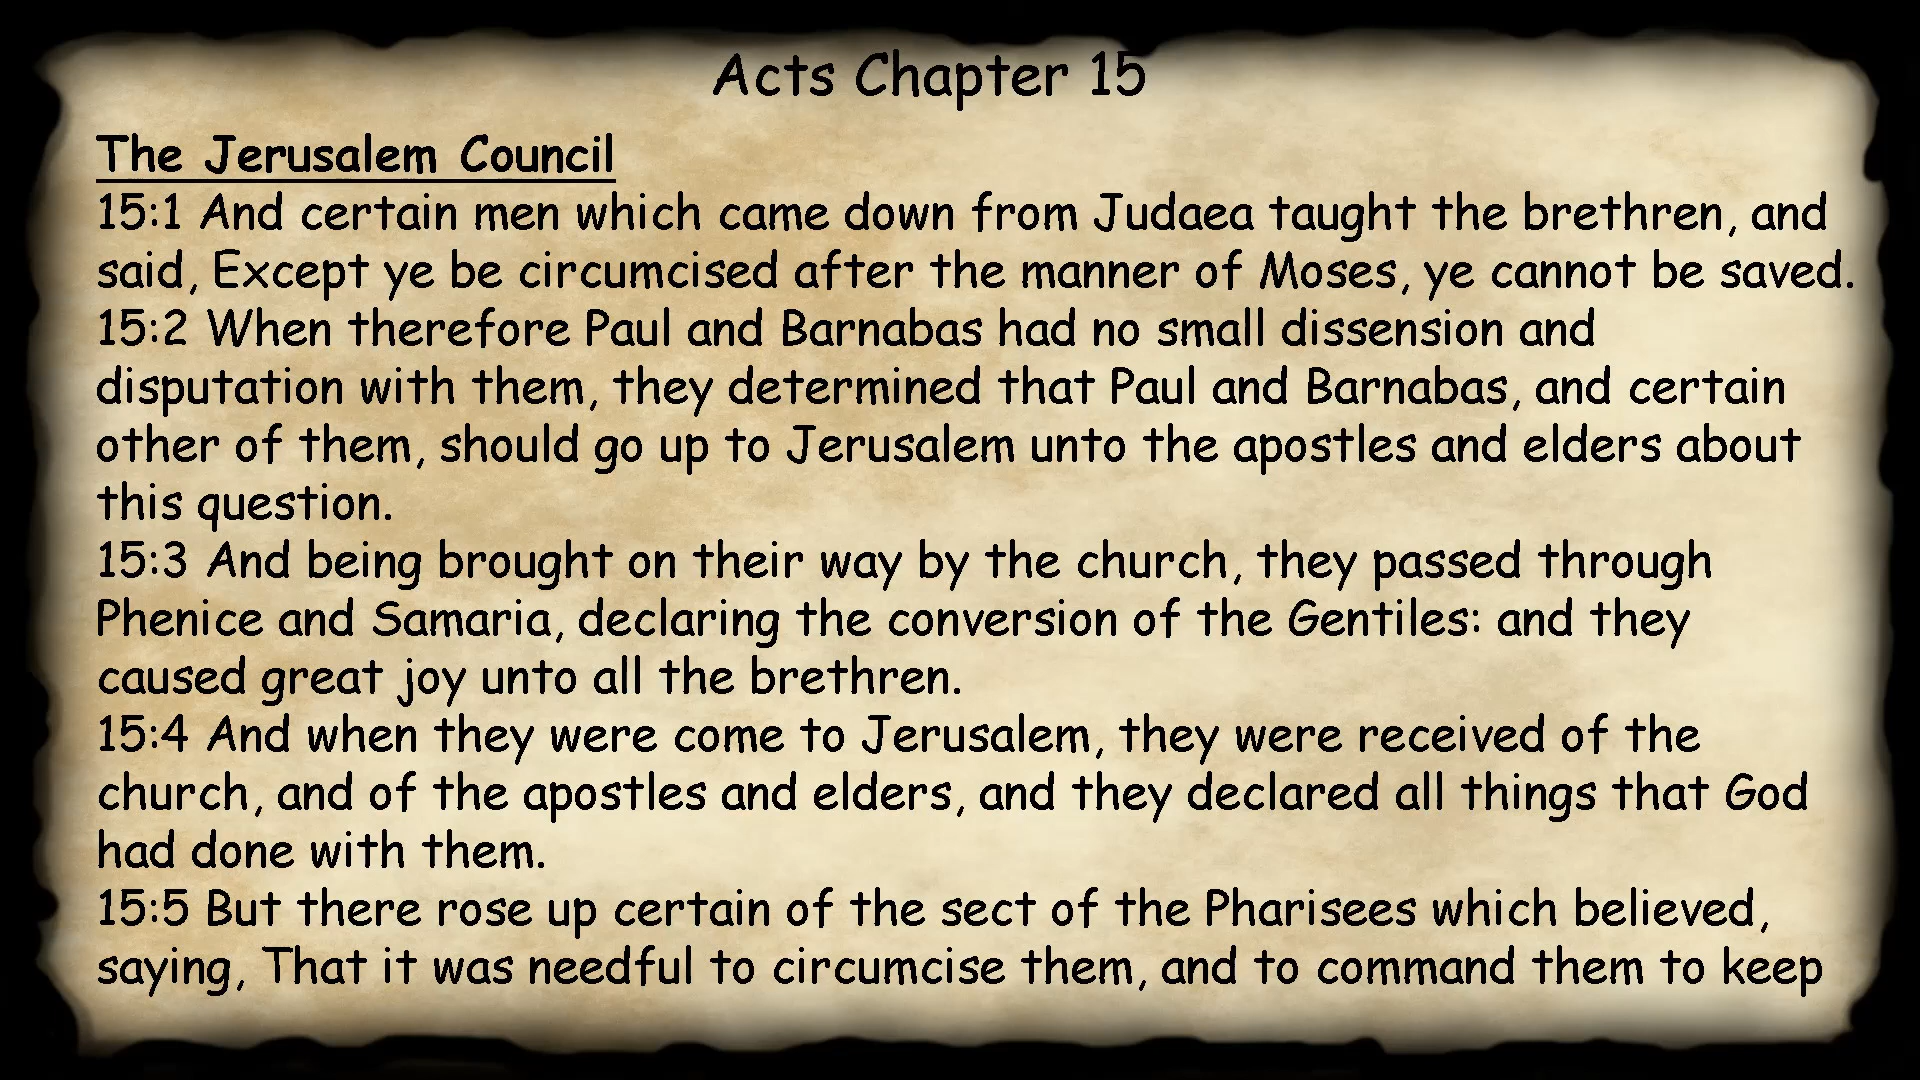 Acts Chapter 15
The Jerusalem Council
15:1 And certain men which came down from Judaea taught the brethren, and
said, Except ye be circumcised after the manner of Moses, ye cannot be saved.
15:2 When therefore Paul and Barnabas had no small dissension and
disputation with them, they determined that Paul and Barnabas, and certain
other of them, should go up to Jerusalem unto the apostles and elders about
this question.
15:3 And being brought on their way by the church, they passed through
Phenice and Samaria, declaring the conversion of the Gentiles: and they
caused great joy unto all the brethren.
15:4 And when they were come to Jerusalem, they were received of the
church, and of the apostles and elders, and they declared all things that God
had done with them.
15:5 But there rose up certain of the sect of the Pharisees which believed,
saying, That it was needful to circumcise them, and to command them to keep